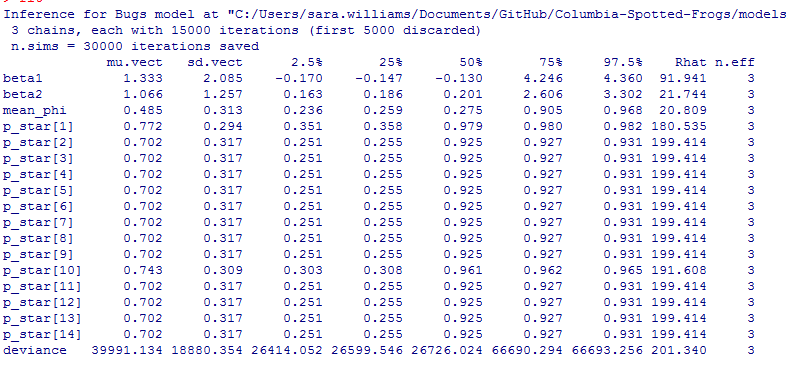 Inference for Bugs model at "C:/Users/sara.williams/Documents/GitHub/Columbia-Spotted-Frogs/models
3 chains, each with 15000 iterations (first 5000 discarded)
n.sims = 30000 iterations saved
mu.vect sd.vect 2.5% 25% 50% 75% 97.5% Rhat n.eff
beta1 1.333 2.085 -0.170 -0.147 -0.130 4.246 4.360 91.941 3
beta2 1.066 1.257 0.163 0.186 0.201 2.606 3.302 21.744 3
mean_phi 0.485 0.313 0.236 0.259 0.275 0.905 0.968 20.809 3
p_star[1] 0.772 0.294 0.351 0.358 0.979 0.980 0.982 180.535 3
p_star[2] 0.702 0.317 0.251 0.255 0.925 0.927 0.931 199.414 3
p_star[3] 0.702 0.317 0.251 0.255 0.925 0.927 0.931 199.414 3
p_star[4] 0.702 0.317 0.251 0.255 0.925 0.927 0.931 199.414 3
p_star[5] 0.702 0.317 0.251 0.255 0.925 0.927 0.931 199.414 3
p_star[6] 0.702 0.317 0.251 0.255 0.925 0.927 0.931 199.414 3
p_star[7] 0.702 0.317 0.251 0.255 0.925 0.927 0.931 199.414 3
p_star[8] 0.702 0.317 0.251 0.255 0.925 0.927 0.931 199.414 3
p_star[9] 0.702 0.317 0.251 0.255 0.925 0.927 0.931 199.414 3
p_star[10] 0.743 0.309 0.303 0.308 0.961 0.962 0.965 191.608 3
p_star[11] 0.702 0.317 0.251 0.255 0.925 0.927 0.931 199.414 3
p_star[12] 0.702 0.317 0.251 0.255 0.925 0.927 0.931 199.414 3
p_star[13] 0.702 0.317 0.251 0.255 0.925 0.927 0.931 199.414 3
p_star[14] 0.702 0.317 0.251 0.255 0.925 0.927 0.931 199.414 3
deviance 39991.134 18880.354 26414.052 26599.546 26726.024 66690.294 66693.256 201.340 3